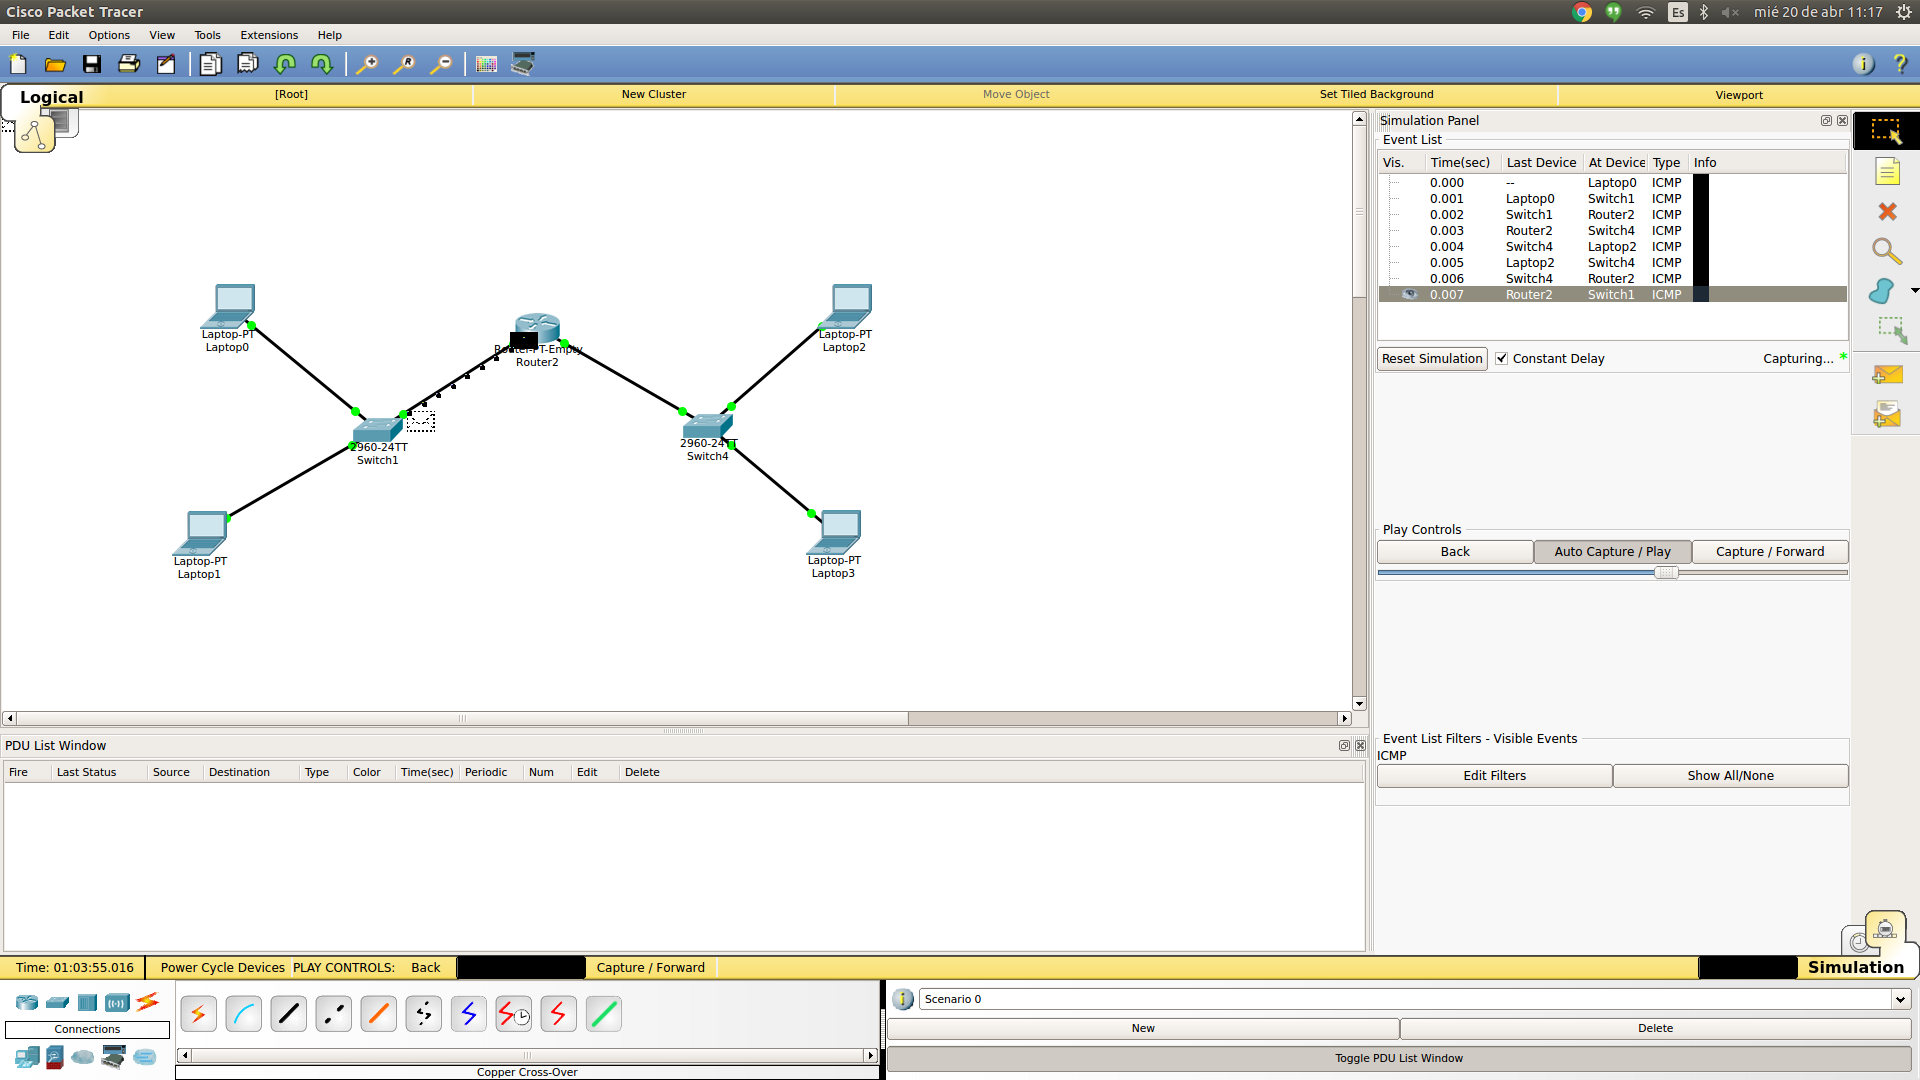 Cisco Packet Tracer
Es
mié 20 de abr 11:17
File Edit Options View Tools Extensions Help
Logical [Root] New Cluster Move Object Set Tiled Background Viewport
Simulation Panel
Event List
Vis. Time(sec) Last Device At Device Type Info
0.000 -- Laptop0 ICMP
0.001 Laptop0 Switch1 ICMP
0.002 Switch1 Router2 ICMP
0.003 Router2 Switch4 ICMP
0.004 Switch4 Laptop2 ICMP
0.005 Laptop2 Switch4 ICMP
0.006 Switch4 Router2 ICMP
0.007 Router2 Switch1 ICMP
Reset Simulation Constant Delay Capturing... *
Laptop-PT
Laptop0
Router-PT-Empty
Router2
Laptop-PT
Laptop2
2960-24TT
Switch1
2960-24TT
Switch4
Laptop-PT
Laptop1
Laptop-PT
Laptop3
Play Controls
Back Auto Capture / Play Capture / Forward
Event List Filters - Visible Events
ICMP
Edit Filters Show All/None
PDU List Window
Fire Last Status Source Destination Type Color Time(sec) Periodic Num Edit Delete
Time: 01:03:55.016 Power Cycle Devices PLAY CONTROLS: Back Capture / Forward Simulation
Connections
Copper Cross-Over
Scenario 0
New Delete
Toggle PDU List Window